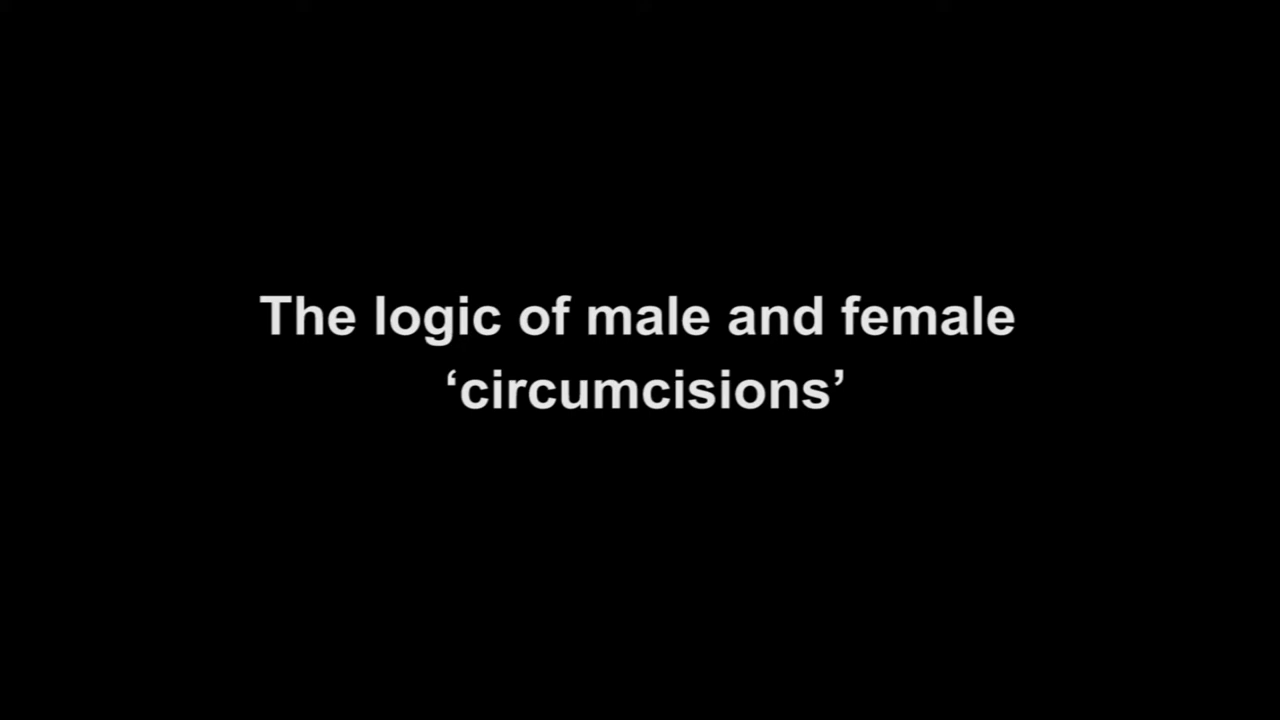 The logic of male and female
‘circumcisions’